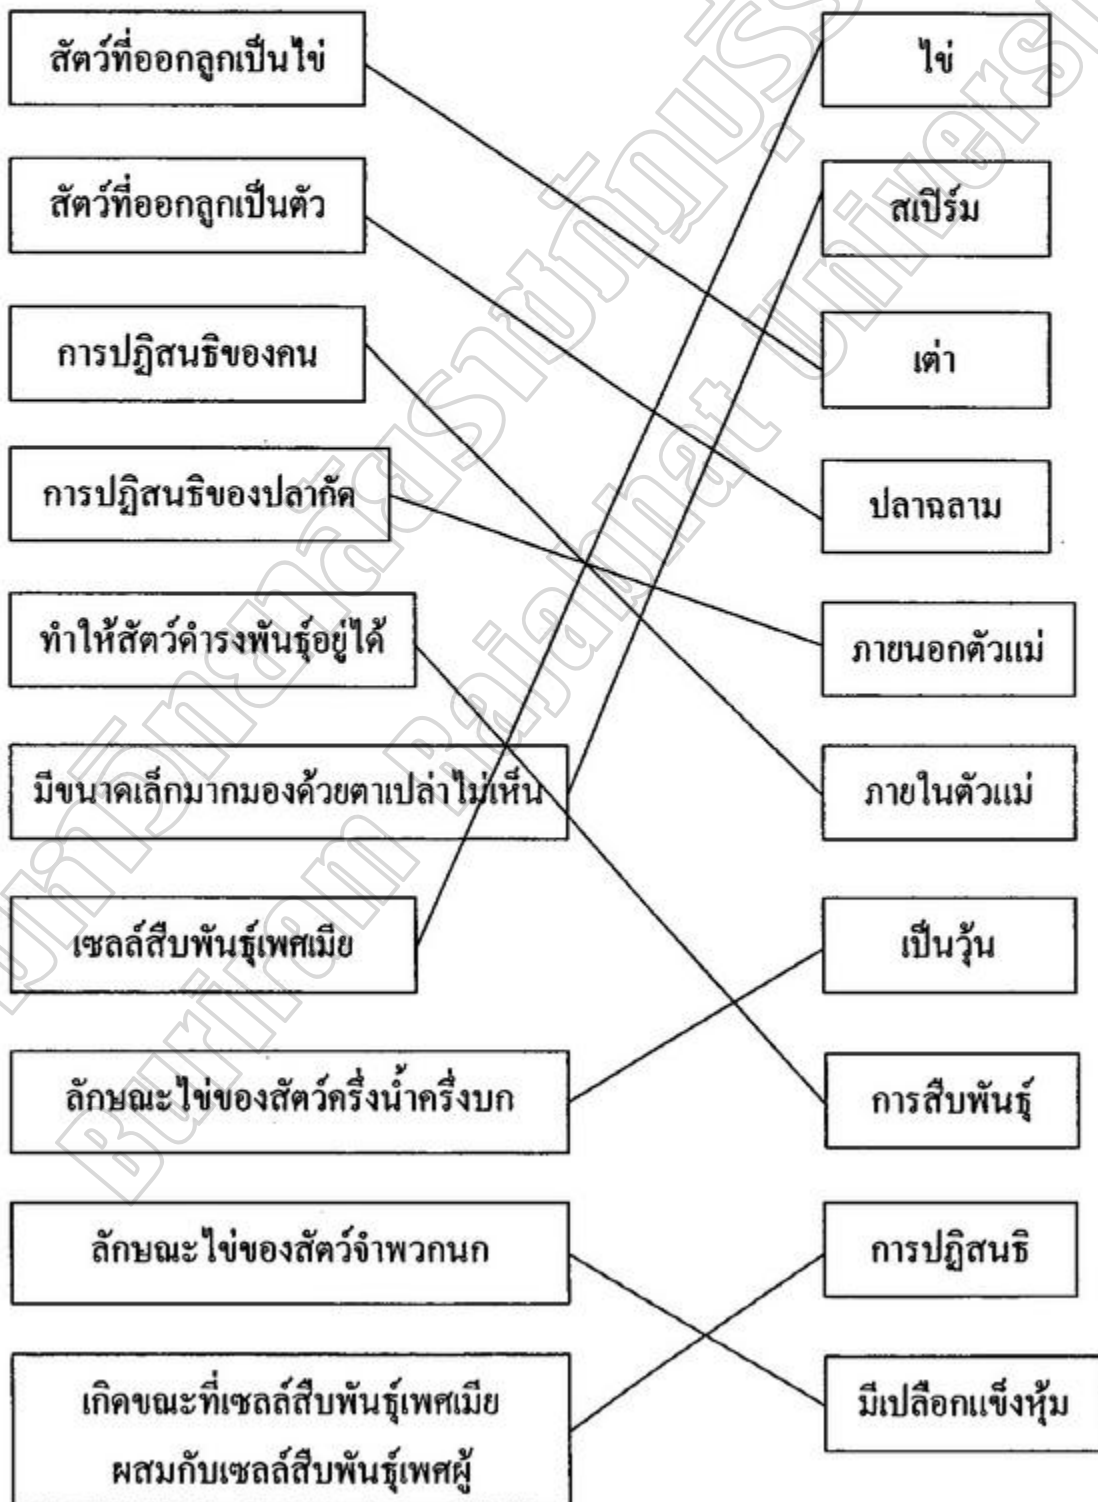 สัตว์ที่ออกลูกเป็นไข่
ไข่
สัตว์ที่ออกลูกเป็นตัว
สเปิร์ม
การปฏิสนธิของคน
เต่า
การปฏิสนธิของปลากัด
ปลาฉลาม
ทำให้สัตว์ดำรงพันธุ์อยู่ได้
ภายนอกตัวแม่
มีขนาดเล็กมากมองด้วยตาเปล่าไม่เห็น
ภายในตัวแม่
เซลล์สืบพันธุ์เพศเมีย
เป็นวุ้น
ลักษณะไข่ของสัตว์ครึ่งน้ำครึ่งบก
การสืบพันธุ์
ลักษณะไข่ของสัตว์จำพวกนก
การปฏิสนธิ
เกิดขณะที่เซลล์สืบพันธุ์เพศเมีย
ผสมกับเซลล์สืบพันธุ์เพศผู้
มีเปลือกแข็งหุ้ม
Buriram Rajabhat University